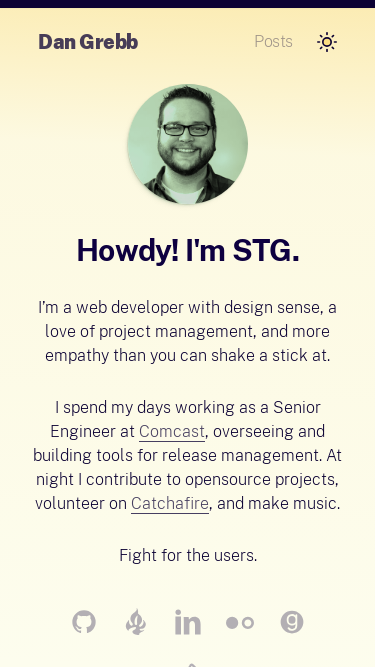 Dan Grebb
Posts
Howdy! I'm STG.
I’m a web developer with design sense, a
love of project management, and more
empathy than you can shake a stick at.
I spend my days working as a Senior
Engineer at Comcast, overseeing and
building tools for release management. At
night I contribute to opensource projects,
volunteer on Catchafire, and make music.
Fight for the users.